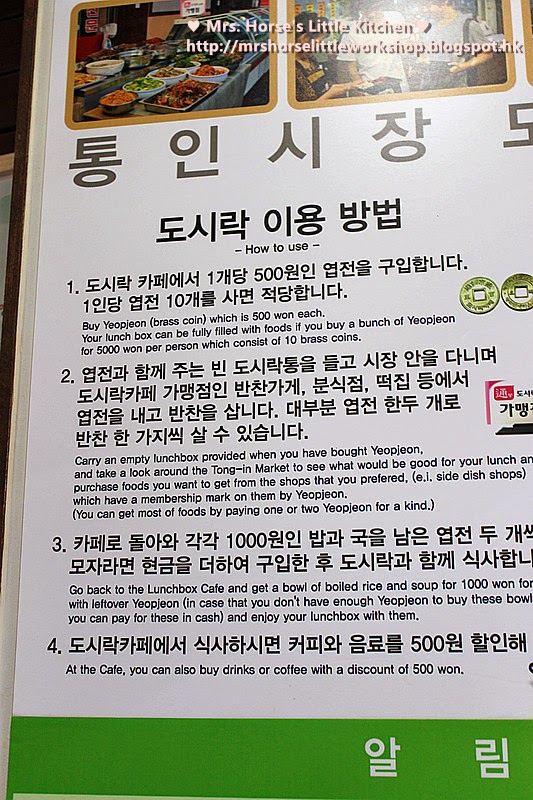 ♥ Mrs. Horse's Little Kitchen ♥
http://mrshorselittleworkshop.blogspot.hk
통인시장 도
도시락 이용 방법
– How to use –
1. 도시락 카페에서 1개당 500원인 엽전을 구입합니다.
1인당 엽전 10개를 사면 적당합니다.
Buy Yeopjeon (brass coin) which is 500 won each.
Your lunch box can be fully filled with foods if you buy a bunch of Yeopjeon
for 5000 won per person which consist of 10 brass coins.
2. 엽전과 함께 주는 빈 도시락통을 들고 시장 안을 다니며
도시락카페 가맹점인 반찬가게, 분식점, 떡집 등에서
엽전을 내고 반찬을 삽니다. 대부분 엽전 한두 개로
반찬 한 가지씩 살 수 있습니다.
通 도시락
가맹점
Carry an empty lunchbox provided when you have bought Yeopjeon,
and take a look around the Tong-in Market to see what would be good for your lunch an
purchase foods you want to get from the shops that you prefered, (e.i. side dish shops)
which have a membership mark on them by Yeopjeon.
(You can get most of foods by paying one or two Yeopjeon for a kind.)
3. 카페로 돌아와 각각 1000원인 밥과 국을 남은 엽전 두 개씩
모자라면 현금을 더하여 구입한 후 도시락과 함께 식사합니
Go back to the Lunchbox Cafe and get a bowl of boiled rice and soup for 1000 won for
with leftover Yeopjeon (in case that you don't have enough Yeopjeon to buy these bowl
you can pay for these in cash) and enjoy your lunchbox with them.
4. 도시락카페에서 식사하시면 커피와 음료를 500원 할인해
At the Cafe, you can also buy drinks or coffee with a discount of 500 won.
알림